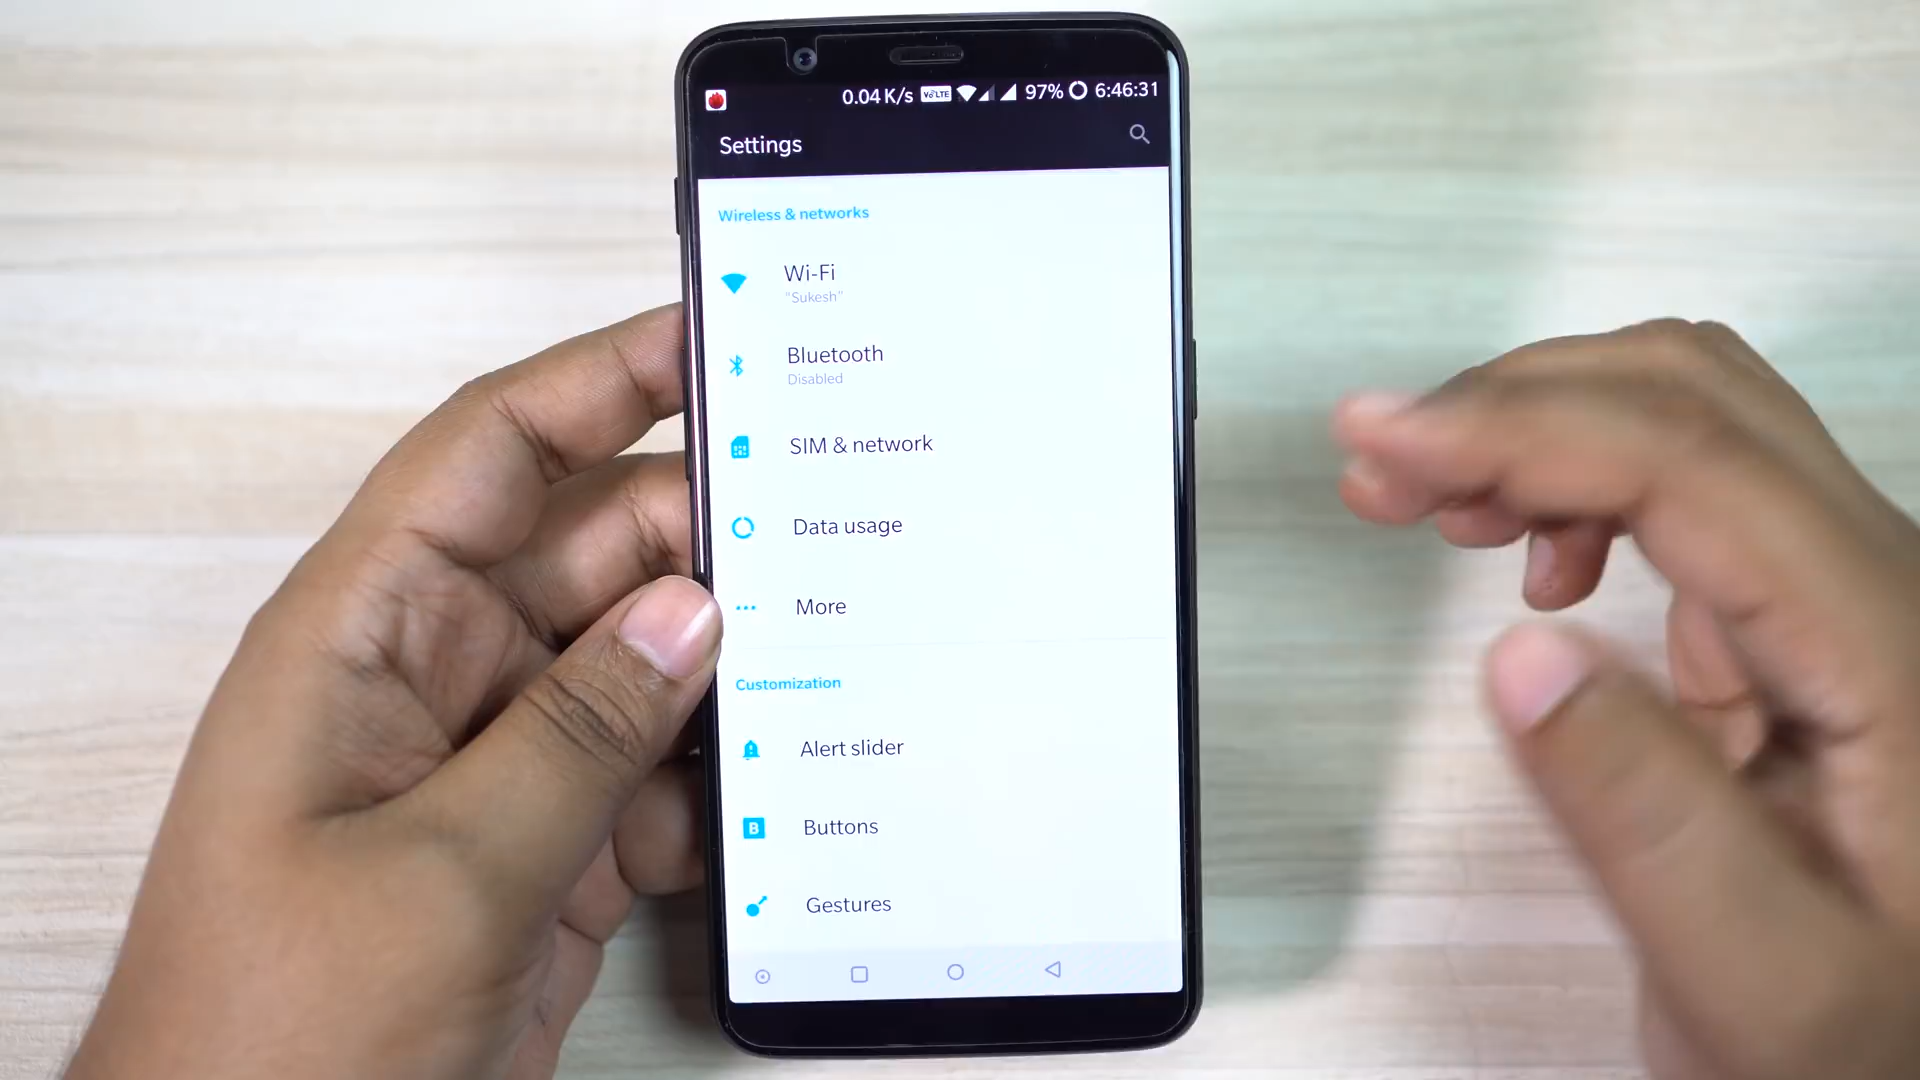 0.04 K/s VoLTE 97% 6:46:31
Settings
Wireless & networks
Wi-Fi
"Sukesh"
Bluetooth
Disabled
SIM & network
Data usage
More
Customization
Alert slider
B Buttons
Gestures